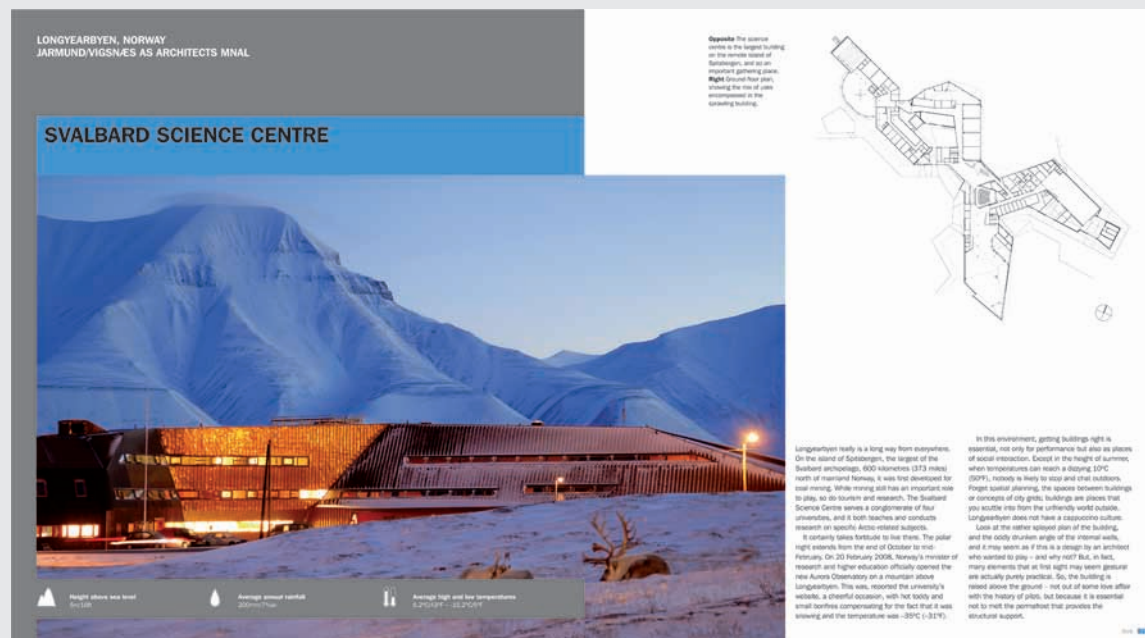 LONGYEARBYEN, NORWAY
JARMUND/VIGSNÆS AS ARCHITECTS MNAL
SVALBARD SCIENCE CENTRE
Opposite The science
centre is the largest building
on the remote island of
Spitsbergen, and so an
important gathering place.
Right Ground-floor plan,
showing the mix of uses
encompassed in the
sprawling building.
Height above sea level
Average annual rainfall
Average high and low temperatures
Longyearbyen really is a long way from everywhere.
On the island of Spitsbergen, the largest of the
Svalbard archipelago, 600 kilometres (373 miles)
north of mainland Norway, it was first developed for
coal mining. While mining still has an important role
to play, so do tourism and research. The Svalbard
Science Centre serves a conglomerate of four
universities, and it both teaches and conducts
research on specific Arctic-related subjects.
It certainly takes fortitude to live there. The polar
night extends from the end of October to mid-
February. On 20 February 2008, Norway's minister of
research and higher education officially opened the
new Aurora Observatory on a mountain above
Longyearbyen. This was, reported the university's
website, a cheerful occasion, with hot toddy and
small bonfires compensating for the fact that it was
snowing and the temperature was –35ºC (–31ºF).
In this environment, getting buildings right is
essential, not only for performance but also as places
of social interaction. Except in the height of summer,
when temperatures can reach a dizzying 10ºC
(50ºF), nobody is likely to stop and chat outdoors.
Forget spatial planning, the spaces between buildings
or concepts of city grids; buildings are places that
you scuttle into from the unfriendly world outside.
Longyearbyen does not have a cappuccino culture.
Look at the rather splayed plan of the building,
and the oddly drunken angle of the internal walls,
and it may seem as if this is a design by an architect
who wanted to play – and why not? But, in fact,
many elements that at first sight may seem gestural
are actually purely practical. So, the building is
raised above the ground – not out of some love affair
with the history of pilotis, but because it is essential
not to melt the permafrost that provides the
structural support.